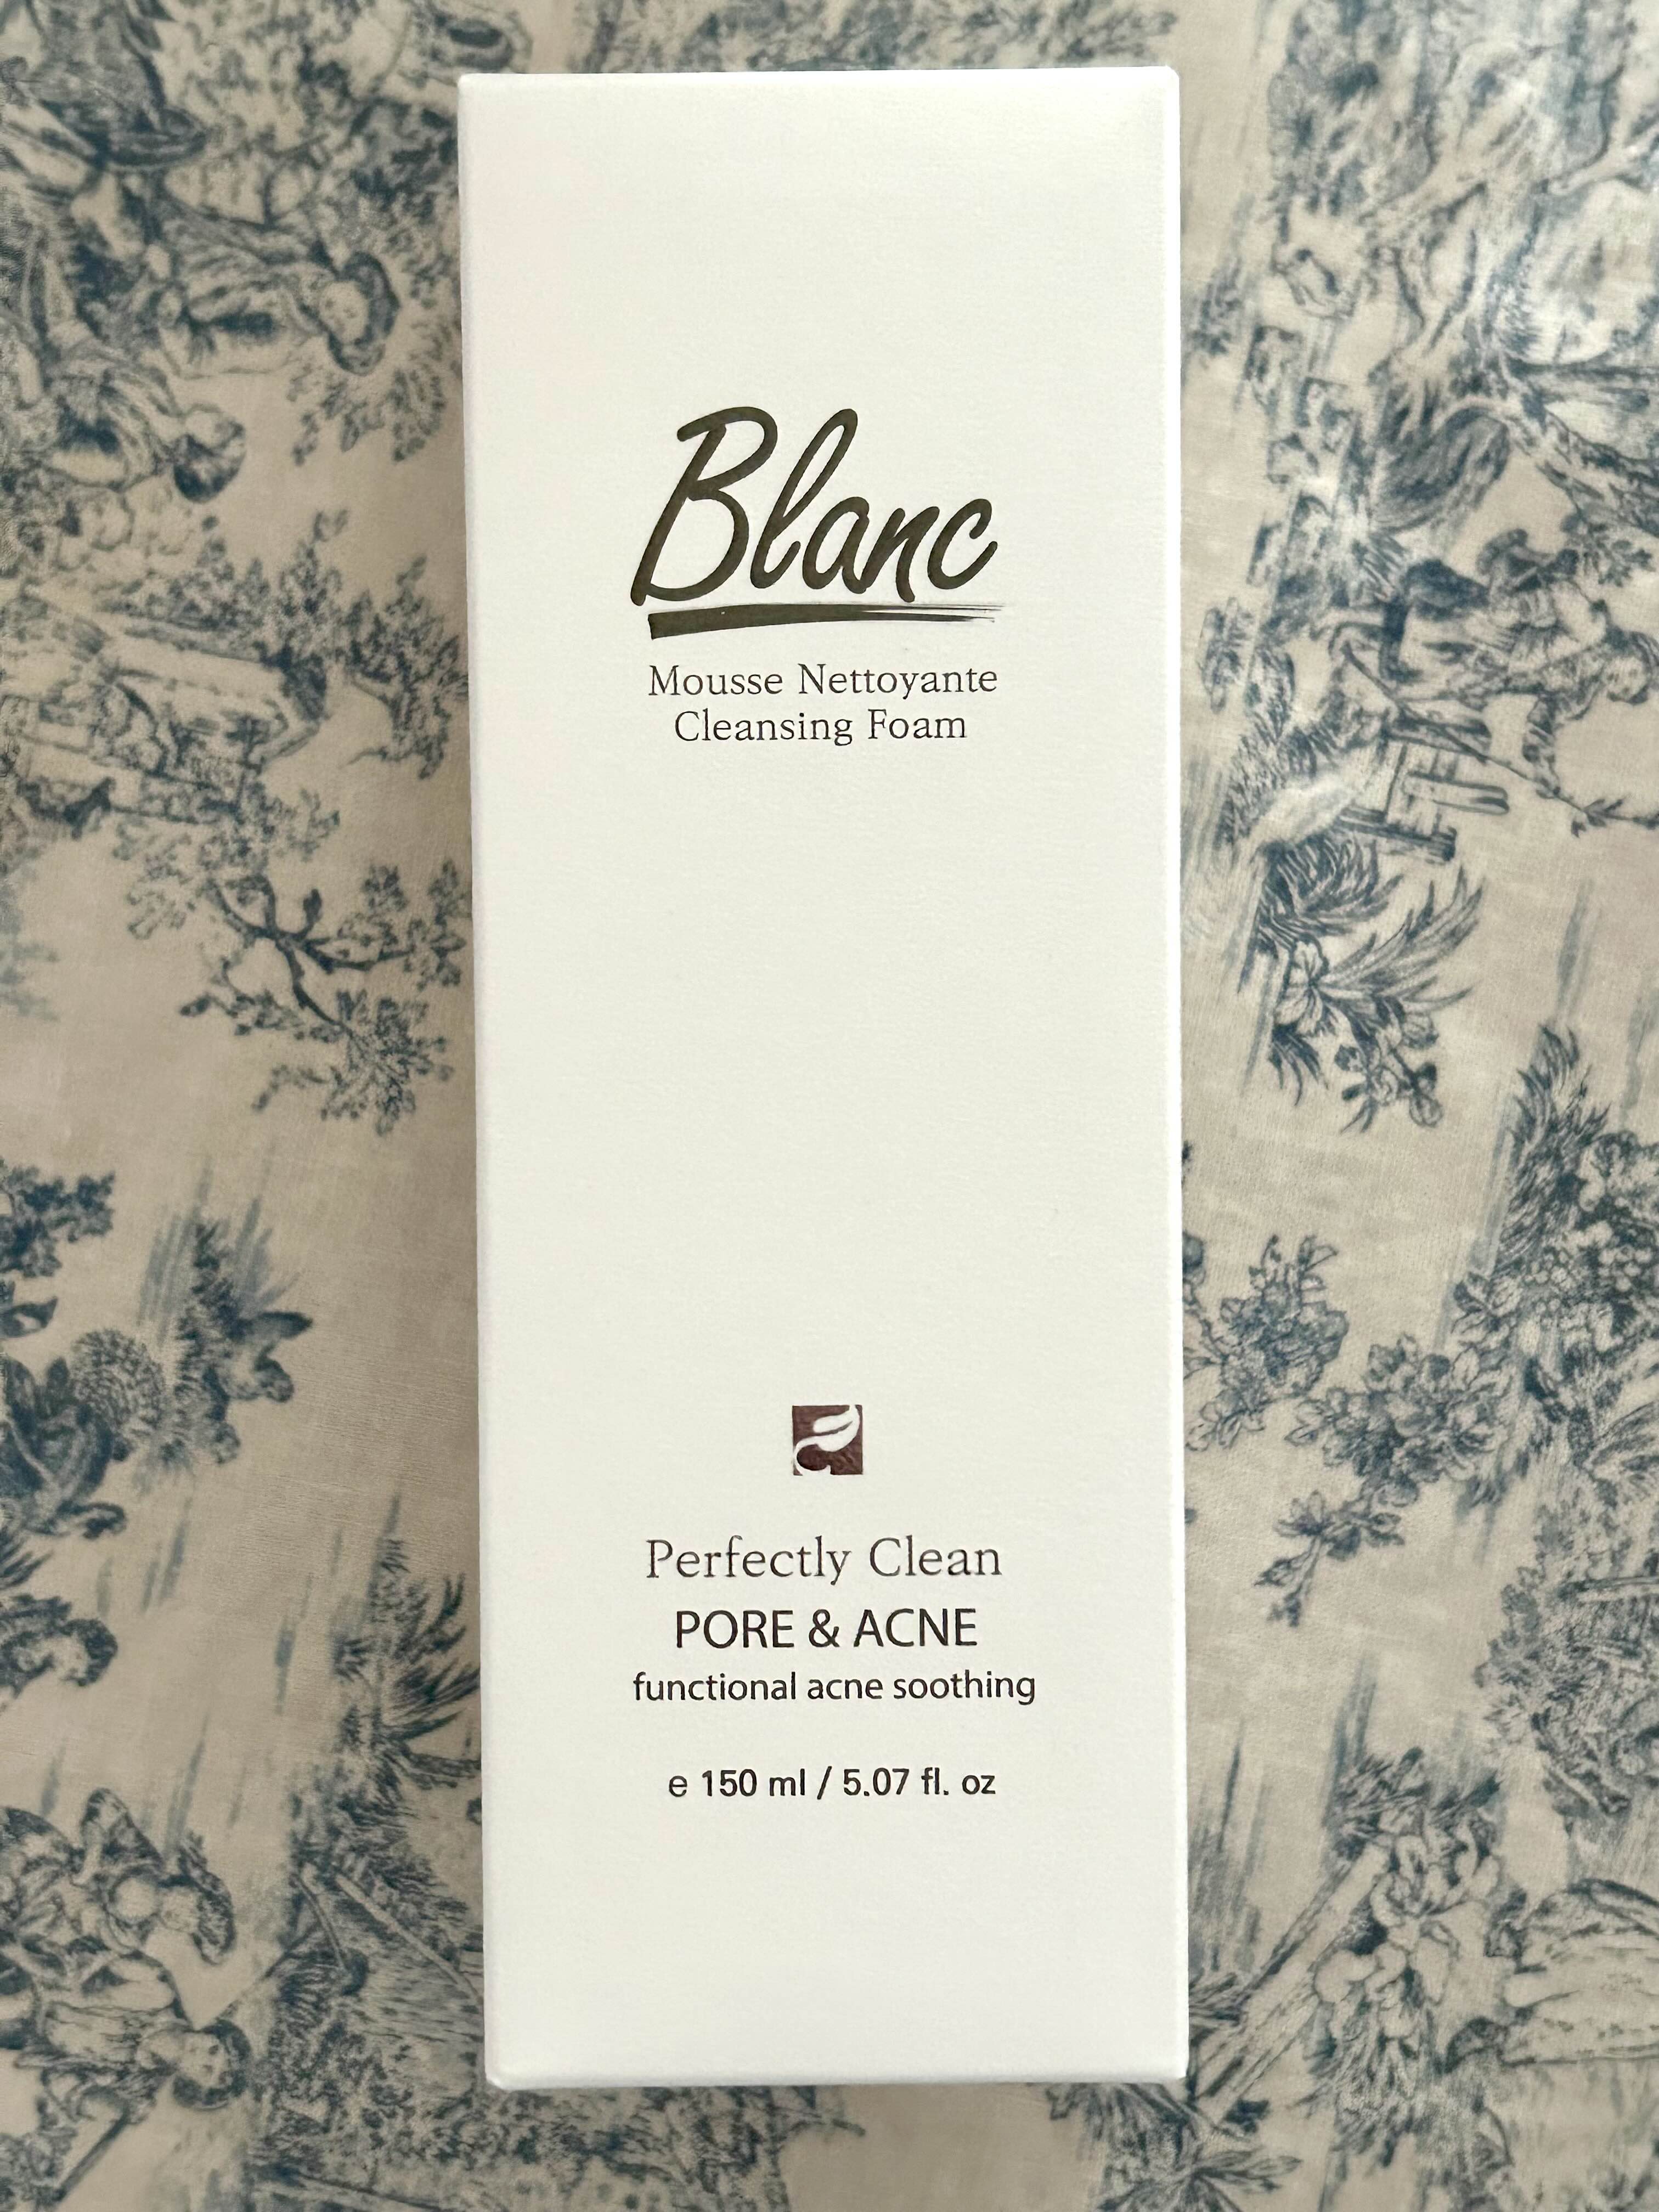 Blanc
Mousse Nettoyante
Cleansing Foam
Perfectly Clean
PORE & ACNE
functional acne soothing
e 150 ml / 5.07 fl. oz